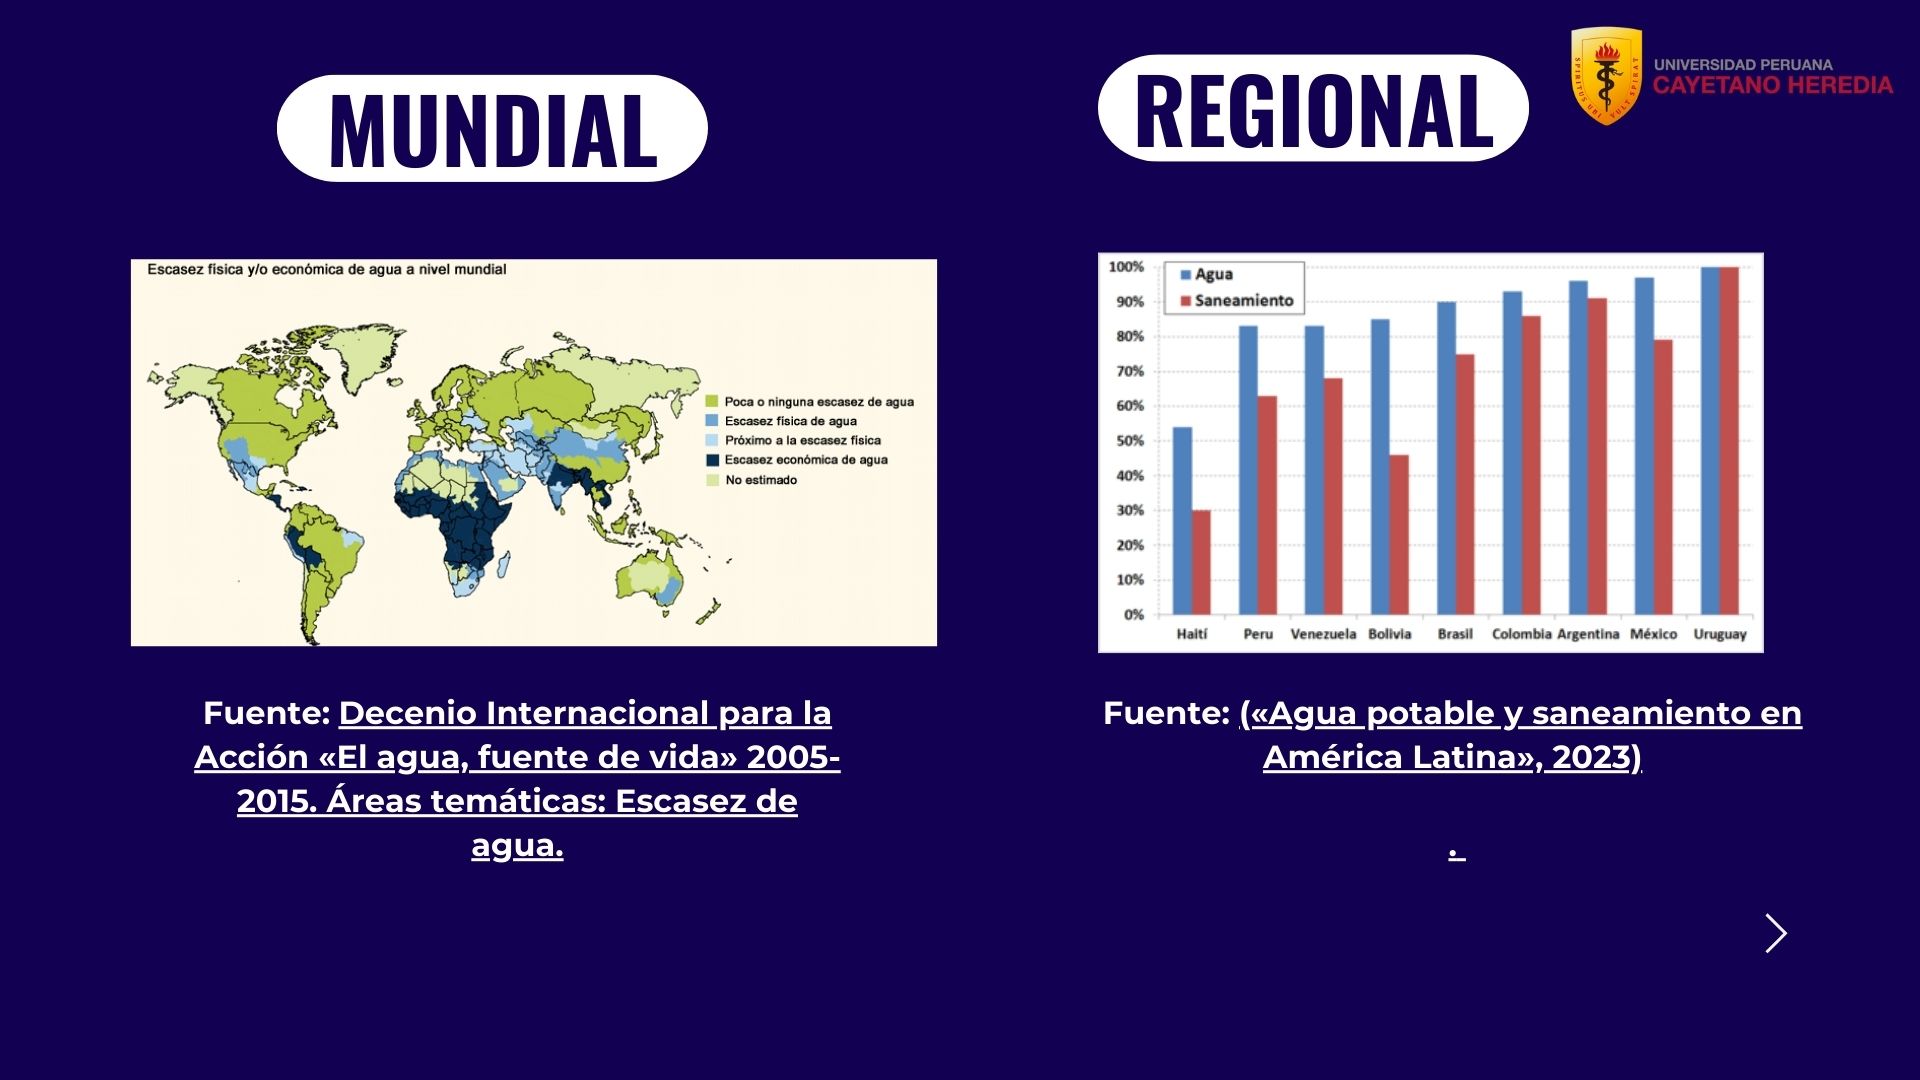 MUNDIAL
REGIONAL
UNIVERSIDAD PERUANA
CAYETANO HEREDIA
SPIRITUS UBI VULT SPIRAT
Escasez física y/o económica de agua a nivel mundial
Poca o ninguna escasez de agua
Escasez física de agua
Próximo a la escasez física
Escasez económica de agua
No estimado
Fuente: Decenio Internacional para la
Acción «El agua, fuente de vida» 2005-
2015. Áreas temáticas: Escasez de
agua.
Agua
Saneamiento
100%
90%
80%
70%
60%
50%
40%
30%
20%
10%
0%
Haití Peru Venezuela Bolivia Brasil Colombia Argentina México Uruguay
Fuente: («Agua potable y saneamiento en
América Latina», 2023)
.